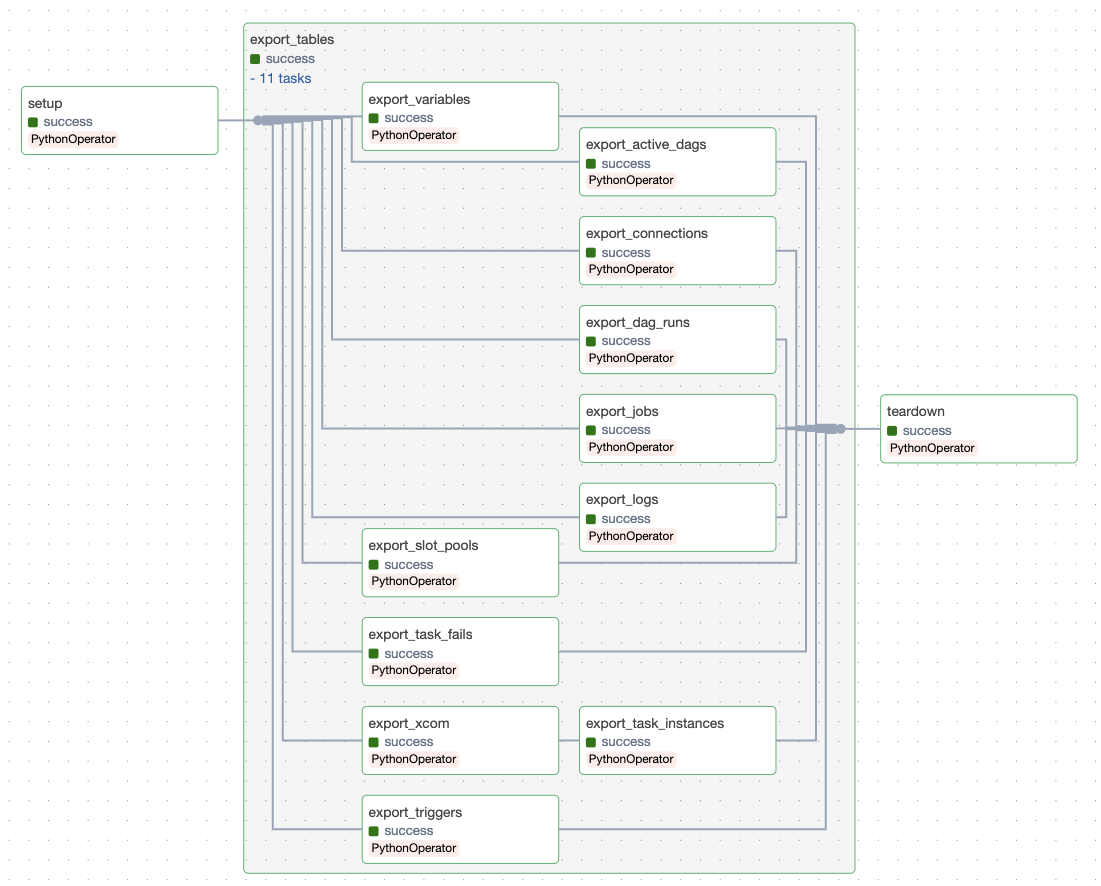 export_tables
success
- 11 tasks
setup
success
PythonOperator
export_variables
success
PythonOperator
export_active_dags
success
PythonOperator
export_connections
success
PythonOperator
export_dag_runs
success
PythonOperator
export_jobs
success
PythonOperator
teardown
success
PythonOperator
export_logs
success
PythonOperator
export_slot_pools
success
PythonOperator
export_task_fails
success
PythonOperator
export_xcom
success
PythonOperator
export_task_instances
success
PythonOperator
export_triggers
success
PythonOperator